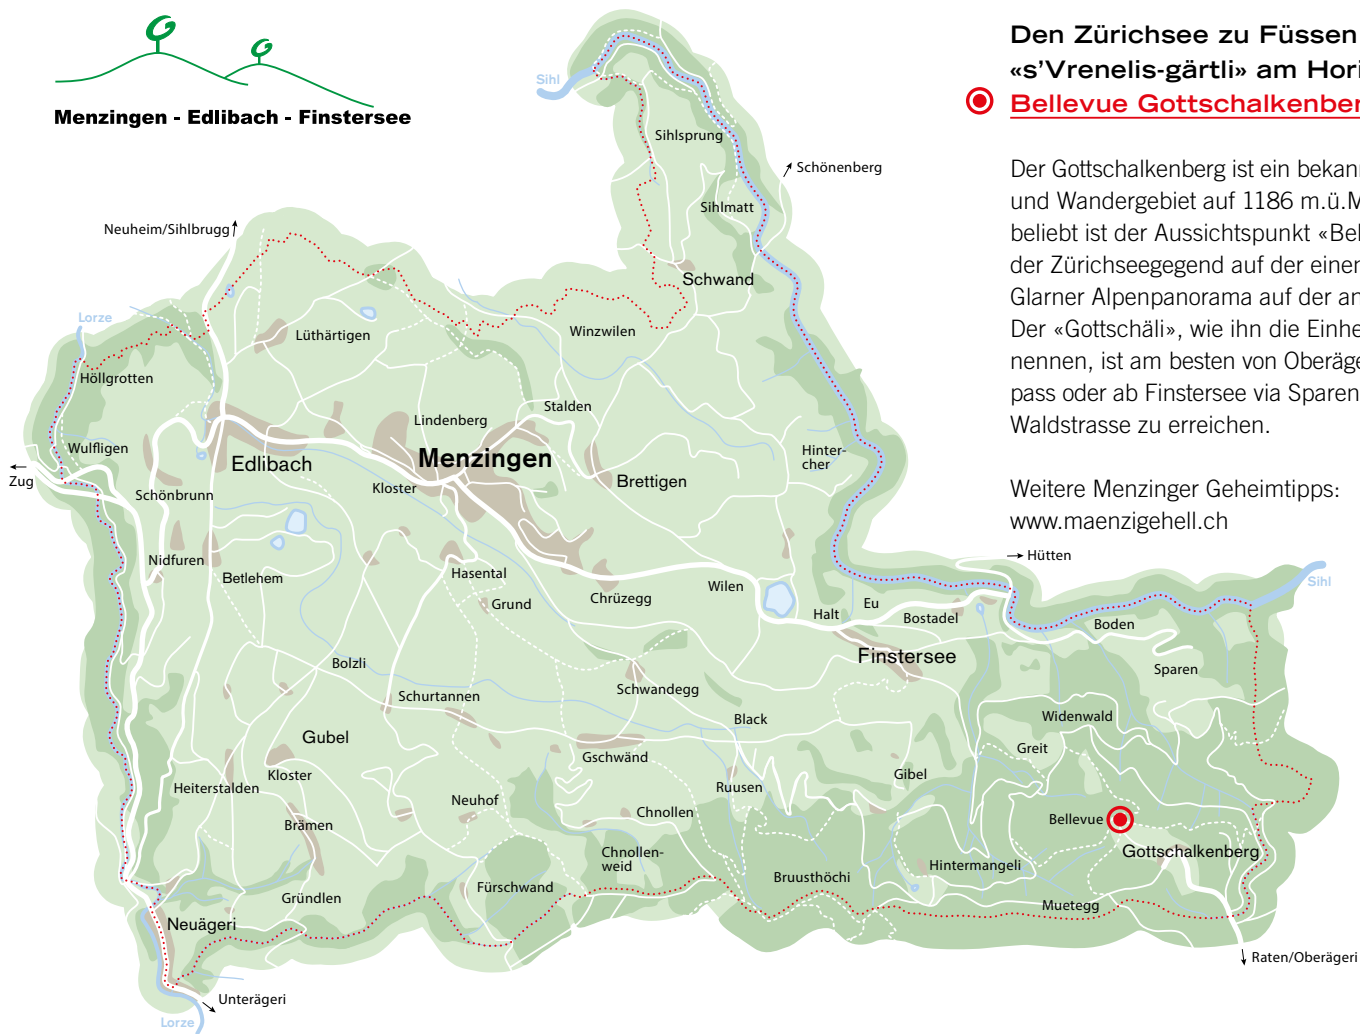 Menzingen - Edlibach - Finstersee
Den Zürichsee zu Füssen
«s'Vrenelis-gärtli» am Hori
Bellevue Gottschalkenber
Der Gottschalkenberg ist ein bekan
und Wandergebiet auf 1186 m.ü.M
beliebt ist der Aussichtspunkt «Bel
der Zürichseegegend auf der einen
Glarner Alpenpanorama auf der an
Der «Gottschäli», wie ihn die Einhe
nennen, ist am besten von Oberäge
pass oder ab Finstersee via Sparen
Waldstrasse zu erreichen.
Weitere Menzinger Geheimtipps:
www.maenzigehell.ch
Sihl
Sihlsprung
Schönenberg
Sihlmatt
Neuheim/Sihlbrugg
Schwand
Lorze
Lüthärtigen
Winzwilen
Höllgrotten
Stalden
Lindenberg
Wulfligen
Edlibach
Menzingen
Hinter-
cher
Zug
Schönbrunn
Kloster
Brettigen
Hütten
Nidfuren
Betlehem
Hasental
Grund
Chrüzegg
Wilen
Halt
Eu
Bostadel
Boden
Sihl
Finstersee
Sparen
Bolzli
Schurtannen
Schwandegg
Black
Widenwald
Gubel
Greit
Gschwänd
Kloster
Heiterstalden
Gibel
Ruusen
Neuhof
Chnollen
Brämen
Bellevue
Gottschalkenberg
Chnollen-
weid
Hintermangeli
Bruusthöchi
Fürschwand
Gründlen
Muetegg
Neuägeri
Raten/Oberägeri
Unterägeri
Lorze